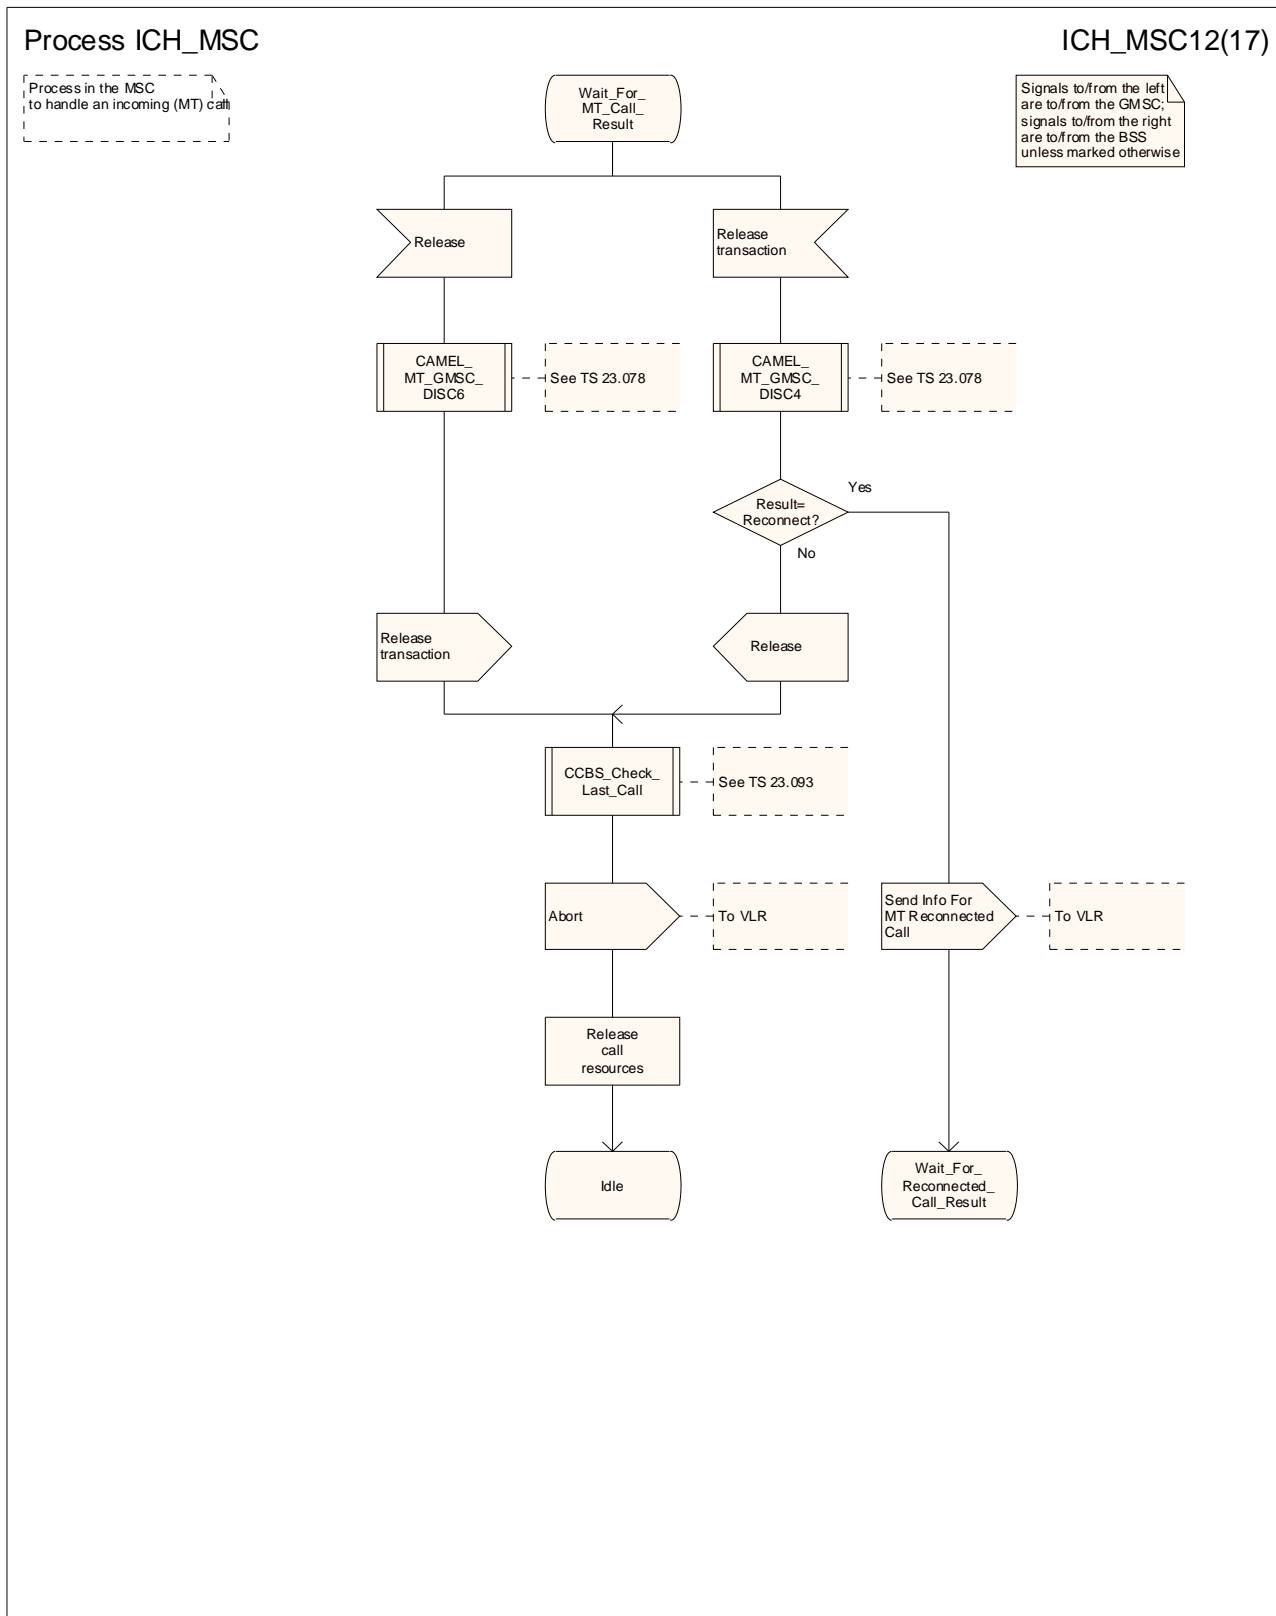 Process ICH_MSC
ICH_MSC12(17)
Process in the MSC
to handle an incoming (MT) call
Wait_For_
MT_Call_
Result
Signals to/from the left
are to/from the GMSC;
signals to/from the right
are to/from the BSS
unless marked otherwise
Release
Release
transaction
CAMEL_
MT_GMSC_
DISC6
See TS 23.078
CAMEL_
MT_GMSC_
DISC4
See TS 23.078
Result=
Reconnect?
Yes
No
Release
transaction
Release
CCBS_Check_
Last_Call
See TS 23.093
Abort
To VLR
Send Info For
MT Reconnected
Call
To VLR
Release
call
resources
Idle
Wait_For_
Reconnected_
Call_Result